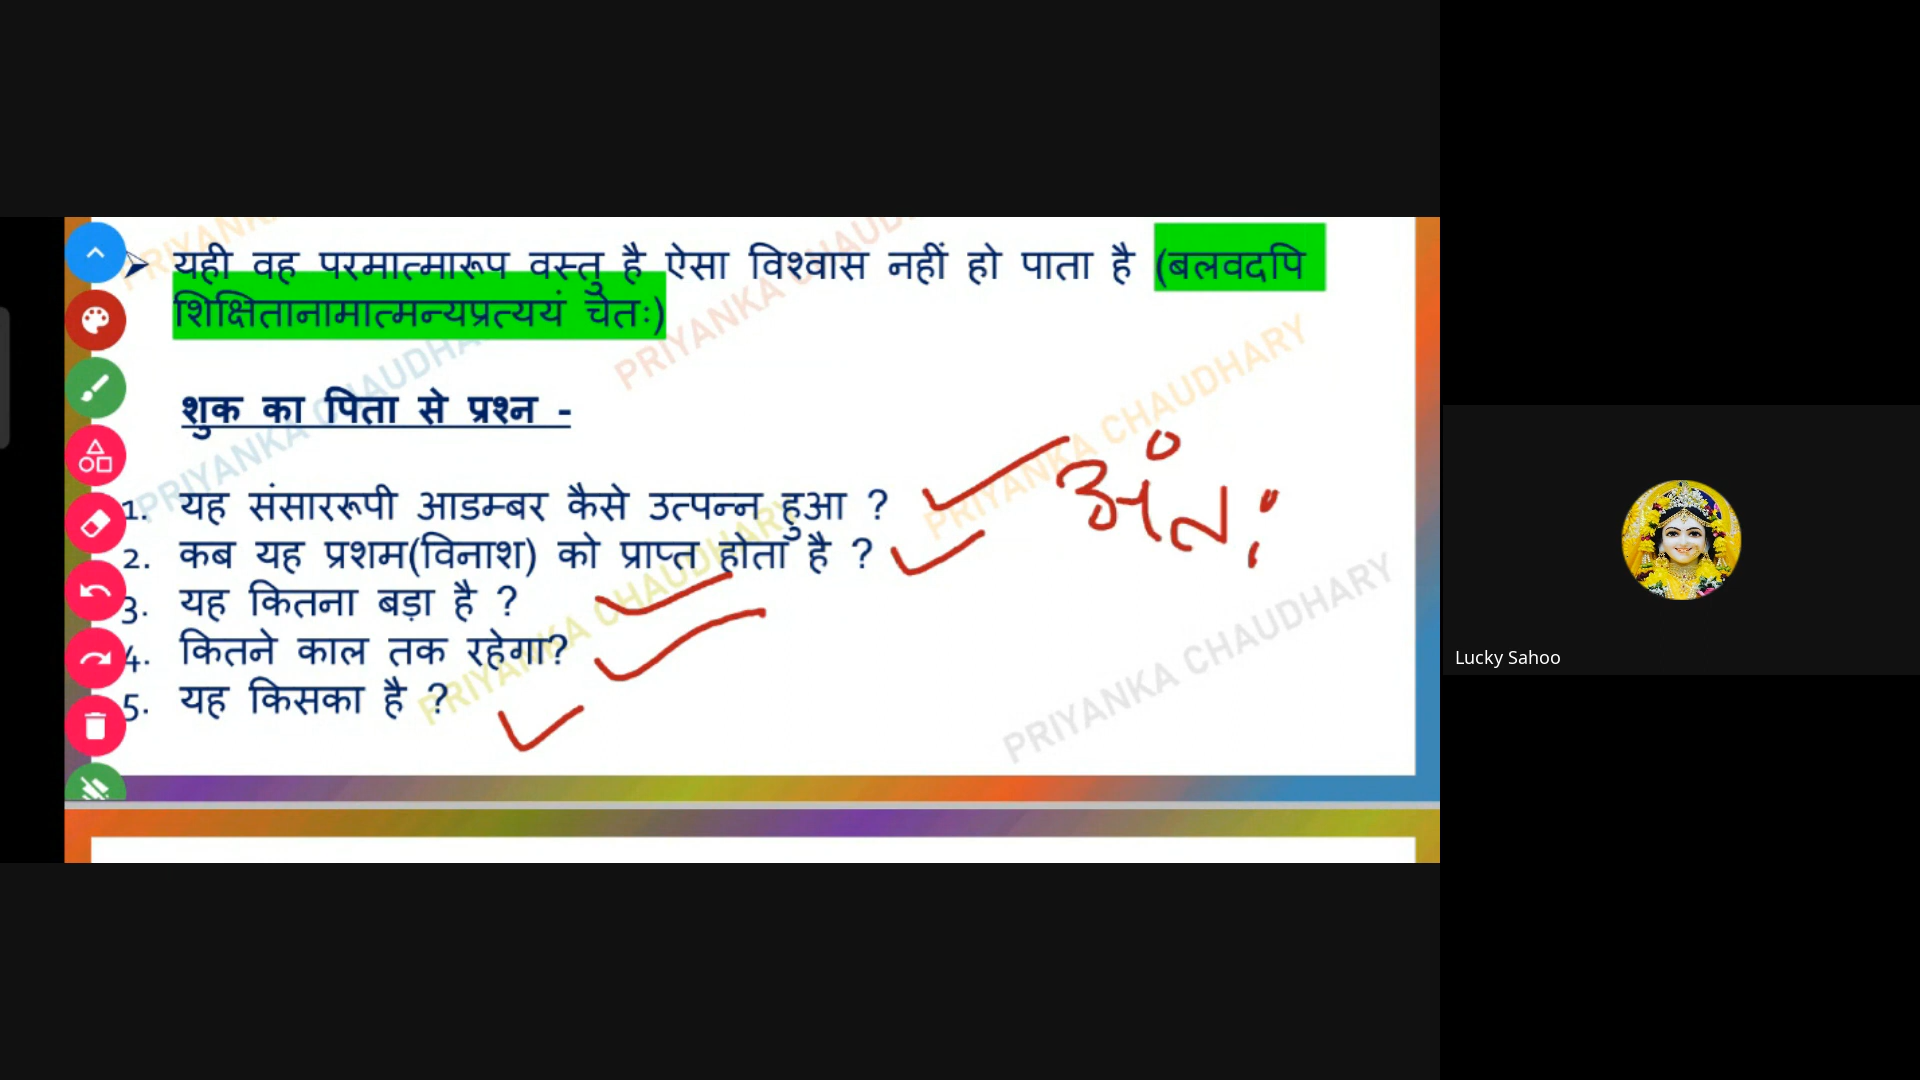 यही वह परमात्मारूप वस्तु है ऐसा विश्वास नहीं हो पाता है (बलवदपि
शिक्षितानामात्मन्यप्रत्ययं चेतः)
शुक का पिता से प्रश्न -
1. यह संसाररूपी आडम्बर कैसे उत्पन्न हुआ ?
2. कब यह प्रशम(विनाश) को प्राप्त होता है ?
3. यह कितना बड़ा है ?
4. कितने काल तक रहेगा?
5. यह किसका है ?
अंतः
PRIYANKA CHAUDHARY
PRIYANKA CHAUDHARY
PRIYANKA CHAUDHARY
Lucky Sahoo